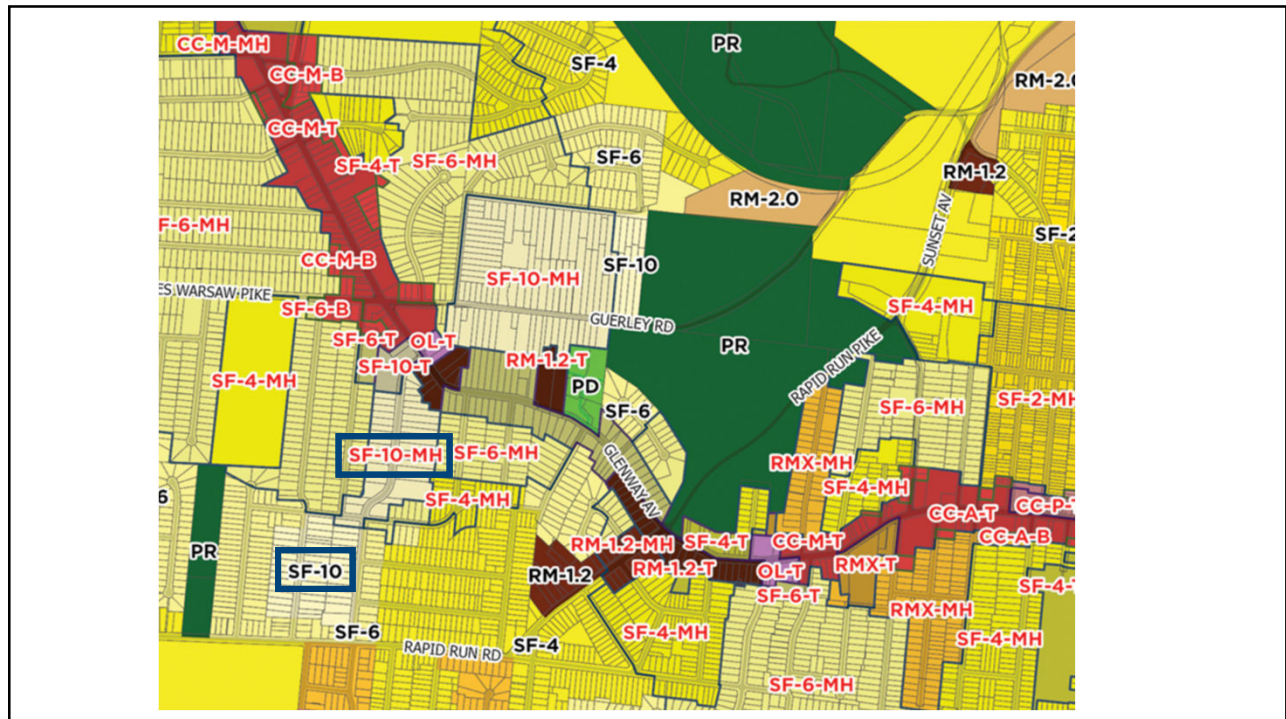 PR
CC-M-MH
SF-4
CC-M-B
RM-2.0
CC-M-T
SF-4-T
SF-6-MH
SF-6
RM-1.2
RM-2.0
SUNSET AV
F-6-MH
SF-2
CC-M-B
SF-10
SF-10-MH
ES WARSAW PIKE
SF-6-B
SF-4-MH
GUERLEY RD
SF-6-T
OL-T
PR
SF-10-T
RM-1.2-T
RAPID RUN PIKE
SF-4-MH
PD
SF-6
SF-6-MH
SF-2-MH
SF-10-MH
SF-6-MH
GLENWAY AV
RMX-MH
SF-4-MH
6
SF-4-MH
CC-A-T
CC-P-T
PR
SF-10
RM-1.2-MH
SF-4-T
CC-M-T
CC-A-B
RM-1.2
RM-1.2-T
OL-T
RMX-T
SF-4-T
SF-6-T
RMX-MH
SF-6
RAPID RUN RD
SF-4
SF-4-MH
SF-4-MH
SF-6-MH